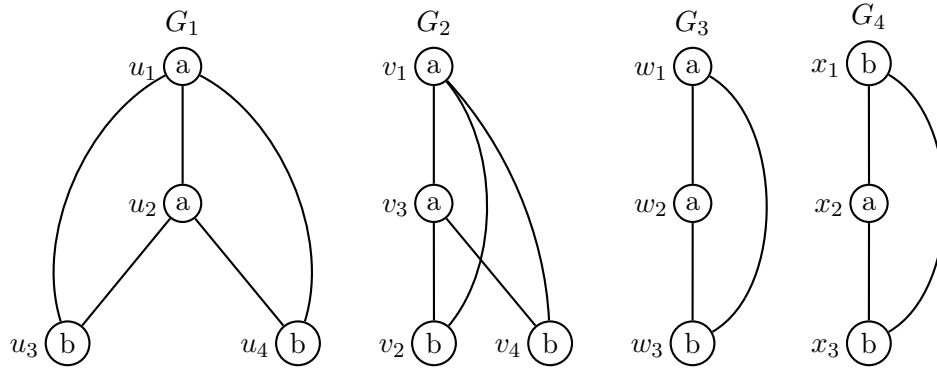 G₁ G₂ G₃ G₄
u₁ a v₁ a w₁ a x₁ b
u₂ a v₃ a w₂ a x₂ a
u₃ b u₄ b v₂ b v₄ b w₃ b x₃ b